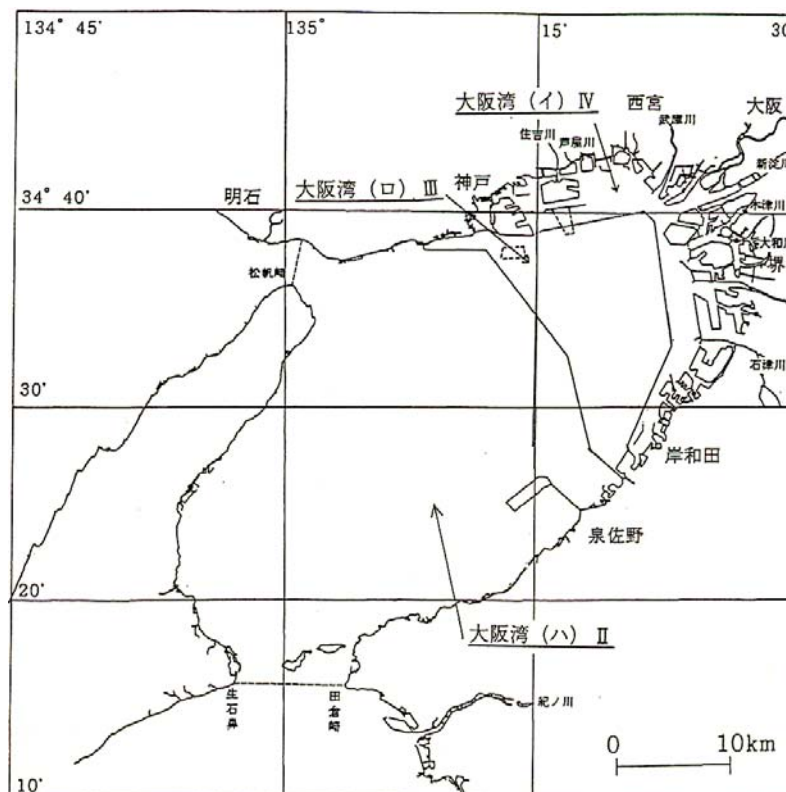 134° 45'
135°
15'
30
大阪湾（イ）Ⅳ
西宮
武庫川
大阪
住吉川
芦屋川
新淀川
大阪湾（ロ）Ⅲ
神戸
明石
34° 40'
木津川
大和川
堺
松帆崎
石津川
30'
岸和田
泉佐野
20'
大阪湾（ハ）Ⅱ
生石鼻
田倉崎
紀ノ川
0 10km
10'